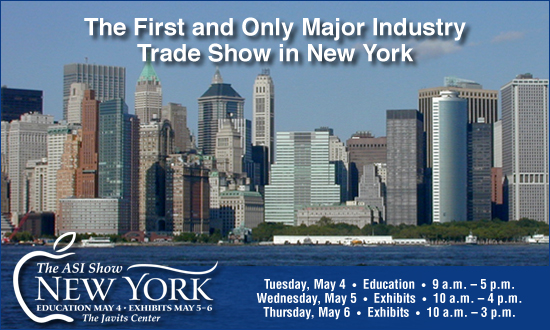 The First and Only Major Industry
Trade Show in New York
The ASI Show
NEW YORK
EDUCATION MAY 4 • EXHIBITS MAY 5-6
The Javits Center
Tuesday, May 4 • Education • 9 a.m. – 5 p.m.
Wednesday, May 5 • Exhibits • 10 a.m. – 4 p.m.
Thursday, May 6 • Exhibits • 10 a.m. – 3 p.m.